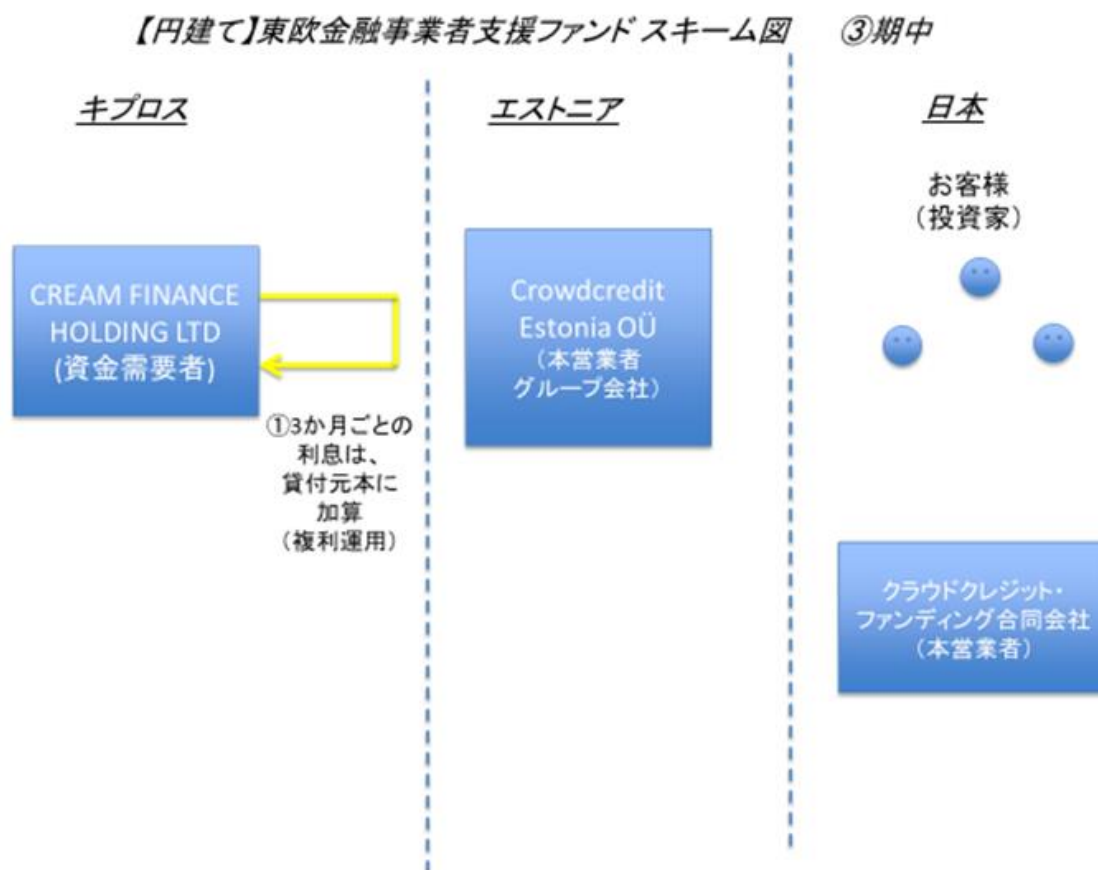 【円建て】東欧金融事業者支援ファンド スキーム図 ③期中
キプロス
エストニア
日本
お客様
（投資家）
CREAM FINANCE
HOLDING LTD
(資金需要者)
Crowdcredit
Estonia OÜ
（本営業者
グループ会社）
①3か月ごとの
利息は、
貸付元本に
加算
（複利運用）
クラウドクレジット・
ファンディング合同会社
（本営業者）